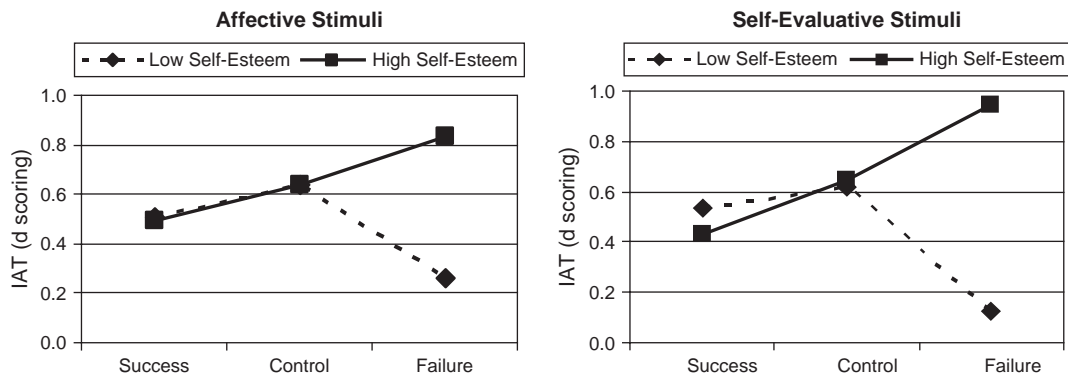 Affective Stimuli
Low Self-Esteem High Self-Esteem
IAT (d scoring)
1.0
0.8
0.6
0.4
0.2
0.0
Success Control Failure
Self-Evaluative Stimuli
Low Self-Esteem High Self-Esteem
IAT (d scoring)
1.0
0.8
0.6
0.4
0.2
0.0
Success Control Failure